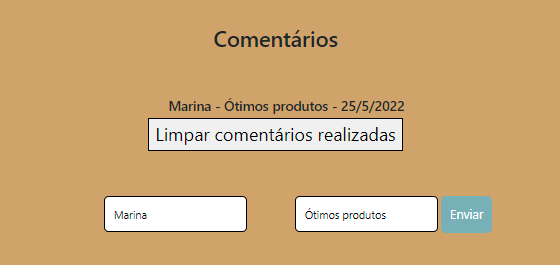 Comentários
Marina - Ótimos produtos - 25/5/2022
Limpar comentários realizadas
Marina
Ótimos produtos
Enviar